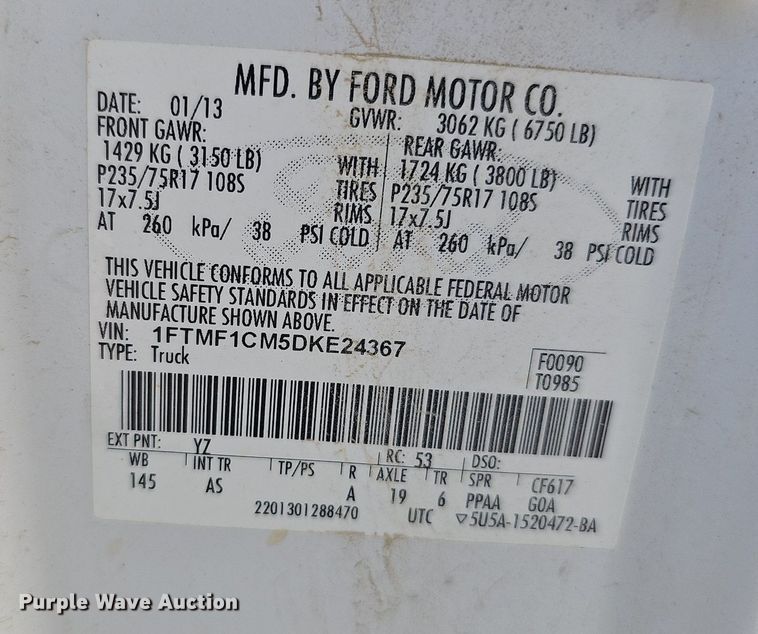 MFD. BY FORD MOTOR CO.
DATE: 01/13 GVWR: 3062 KG ( 6750 LB)
FRONT GAWR: REAR GAWR:
1429 KG ( 3150 LB) WITH 1724 KG ( 3800 LB) WITH
P235/75R17 108S TIRES P235/75R17 108S TIRES
17x7.5J RIMS 17x7.5J RIMS
AT 260 kPa/ 38 PSI COLD AT 260 kPa/ 38 PSI COLD
THIS VEHICLE CONFORMS TO ALL APPLICABLE FEDERAL MOTOR
VEHICLE SAFETY STANDARDS IN EFFECT ON THE DATE OF
MANUFACTURE SHOWN ABOVE.
VIN: 1FTMF1CM5DKE24367
TYPE: Truck F0090
T0985
EXT PNT: YZ RC: 53 DSO:
WB INT TR TP/PS R AXLE TR SPR CF617
145 AS A 19 6 PPAA GOA
2201301288470 UTC ▽5U5A-1520472-BA
Purple Wave Auction